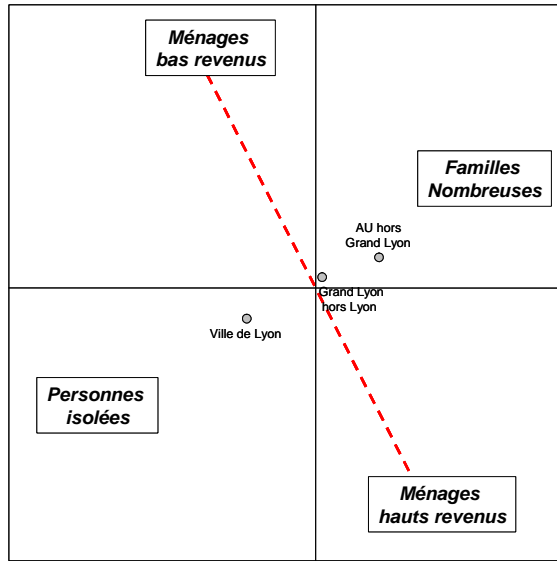 Ménages
bas revenus
Familles
Nombreuses
AU hors
Grand Lyon
Grand Lyon
hors Lyon
Ville de Lyon
Personnes
isolées
Ménages
hauts revenus